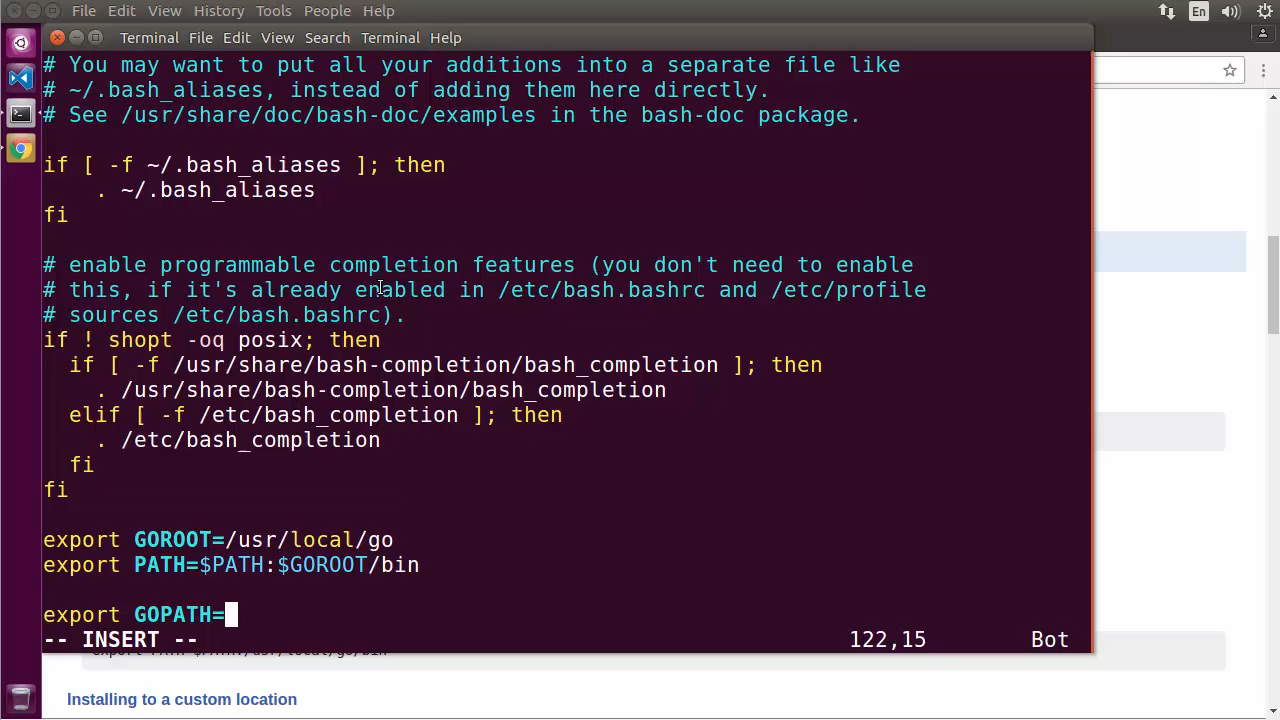 File Edit View History Tools People Help
En
Terminal File Edit View Search Terminal Help
# You may want to put all your additions into a separate file like
# ~/.bash_aliases, instead of adding them here directly.
# See /usr/share/doc/bash-doc/examples in the bash-doc package.
if [ -f ~/.bash_aliases ]; then
    . ~/.bash_aliases
fi
# enable programmable completion features (you don't need to enable
# this, if it's already enabled in /etc/bash.bashrc and /etc/profile
# sources /etc/bash.bashrc).
if ! shopt -oq posix; then
  if [ -f /usr/share/bash-completion/bash_completion ]; then
    . /usr/share/bash-completion/bash_completion
  elif [ -f /etc/bash_completion ]; then
    . /etc/bash_completion
  fi
fi
export GOROOT=/usr/local/go
export PATH=$PATH:$GOROOT/bin
export GOPATH=
-- INSERT -- 122,15 Bot
Installing to a custom location